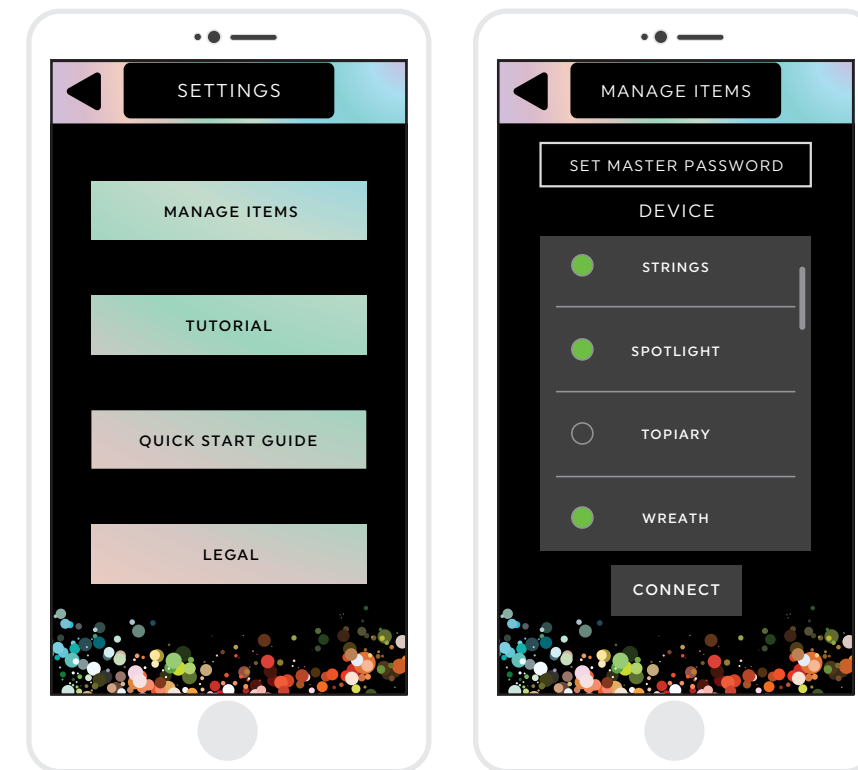 SETTINGS
MANAGE ITEMS
TUTORIAL
QUICK START GUIDE
LEGAL
MANAGE ITEMS
SET MASTER PASSWORD
DEVICE
STRINGS
SPOTLIGHT
TOPIARY
WREATH
CONNECT